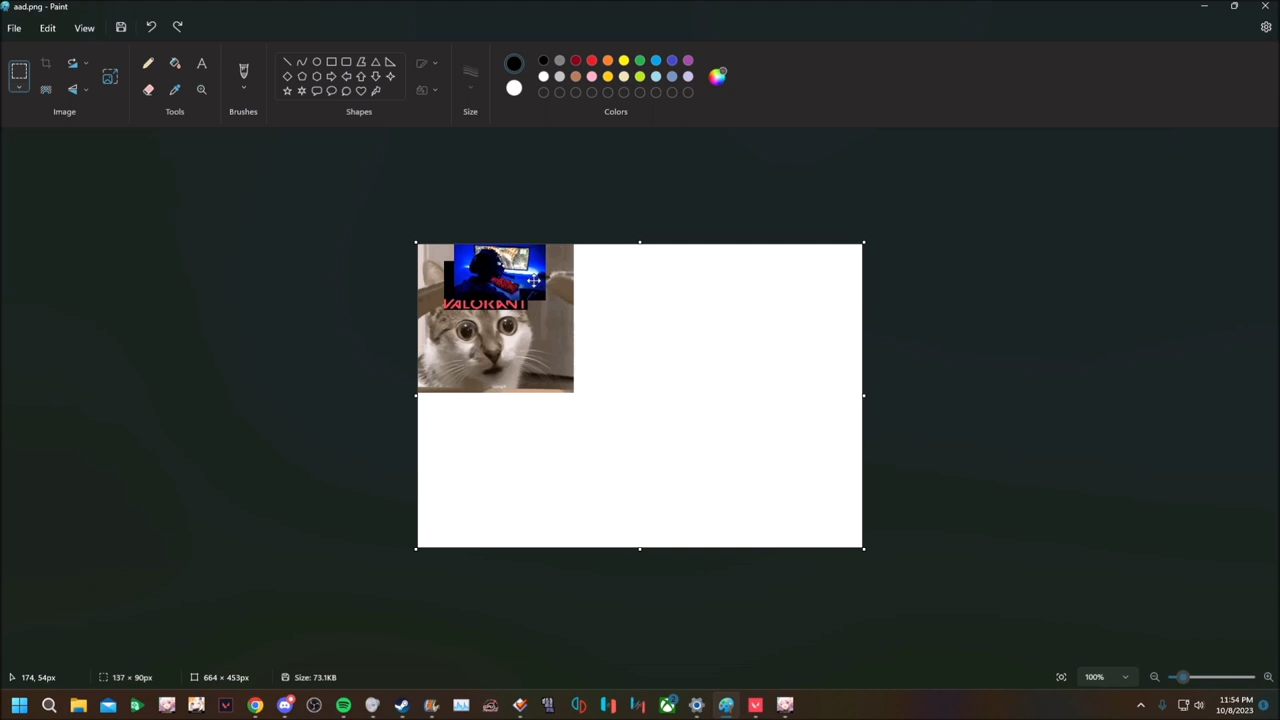 aad.png - Paint
File Edit View
Image Tools Brushes Shapes Size Colors
VALORANT
174, 54px 137 × 90px 664 × 453px Size: 73.1KB 100%
11:54 PM
10/8/2023